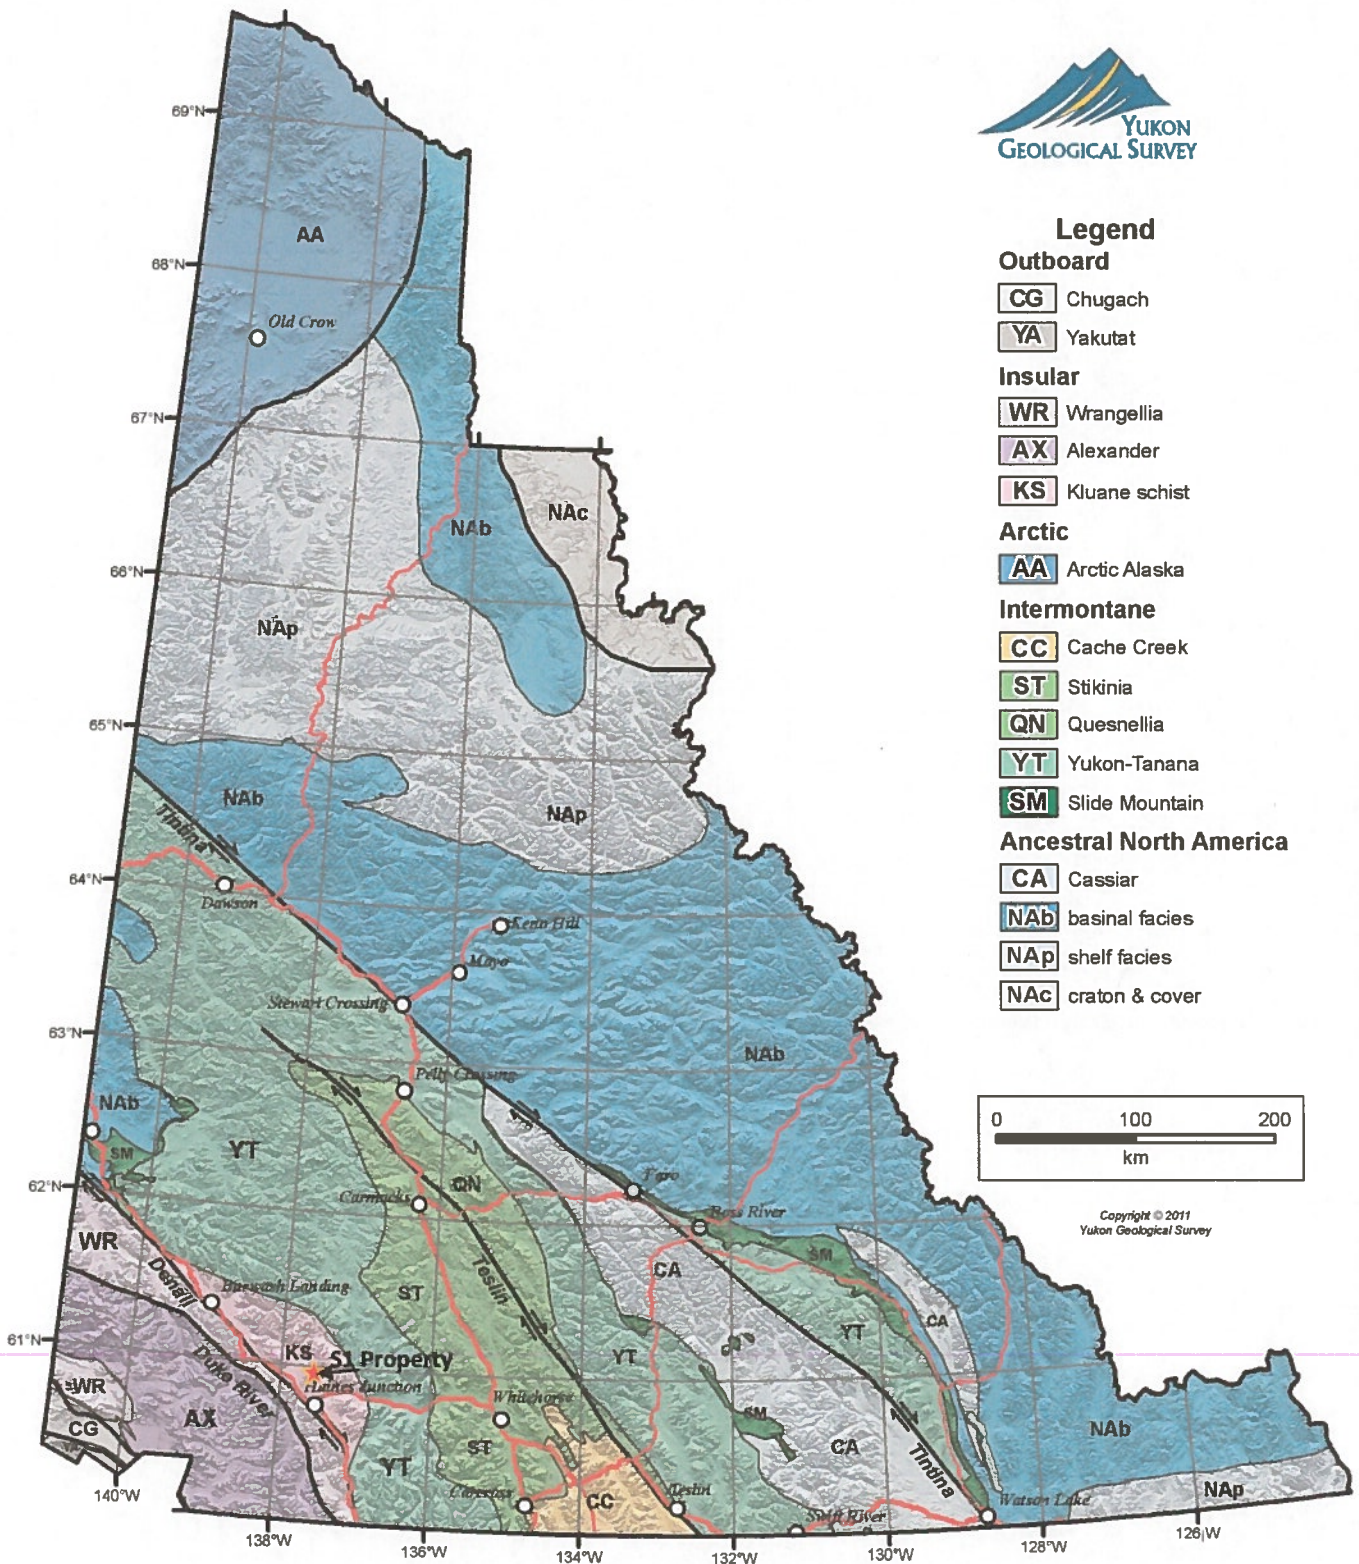 YUKON
GEOLOGICAL SURVEY
Legend
Outboard
CG Chugach
YA Yakutat
Insular
WR Wrangellia
AX Alexander
KS Kluane schist
Arctic
AA Arctic Alaska
Intermontane
CC Cache Creek
ST Stikinia
QN Quesnellia
YT Yukon-Tanana
SM Slide Mountain
Ancestral North America
CA Cassiar
NAb basinal facies
NAp shelf facies
NAc craton & cover
0 100 200
km
Copyright © 2011
Yukon Geological Survey
69°N
AA
68°N
Old Crow
67°N
NAc
NAb
66°N
NAp
65°N
NAb
NAp
Tintina
64°N
Dawson
Keno Hill
Mayo
Stewart Crossing
63°N
NAb
Pelly Crossing
NAb
YT
SM
Faro
62°N
QN
Carmacks
Ross River
WR
SM
CA
Denali
Teslin
Burwash Landing
ST
CA
61°N
YT
KS
S1 Property
YT
Duke River
WR
Haines Junction
Whitehorse
AX
SM
CG
NAb
ST
CA
YT
Tintina
Carcross
CC
Teslin
Watson Lake
NAp
Swift River
140°W
138°W
136°W
134°W
132°W
130°W
128°W
126°W